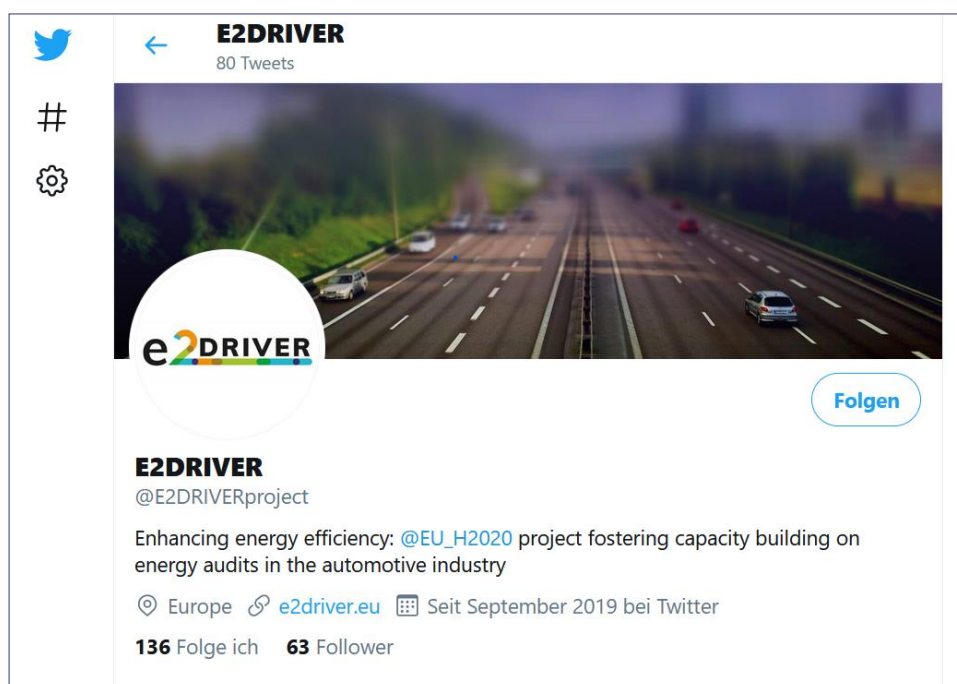 E2DRIVER
80 Tweets
e2DRIVER
Folgen
E2DRIVER
@E2DRIVERproject
Enhancing energy efficiency: @EU_H2020 project fostering capacity building on
energy audits in the automotive industry
Europe e2driver.eu Seit September 2019 bei Twitter
136 Folge ich 63 Follower